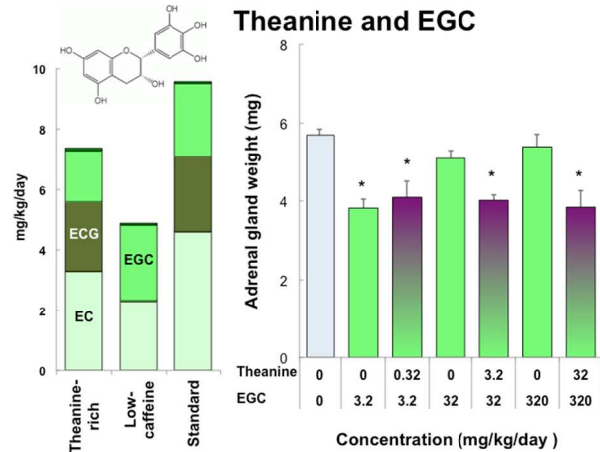 Theanine and EGC
OH
OH
HO
O
OH
OH
OH
mg/kg/day
10
8
6
4
2
0
ECG
EC
EGC
Theanine-
rich
Low-
caffeine
Standard
Adrenal gland weight (mg)
8
6
4
2
0
* * * *
Theanine 0 0 0.32 0 3.2 0 32
EGC 0 3.2 3.2 32 32 320 320
Concentration (mg/kg/day )